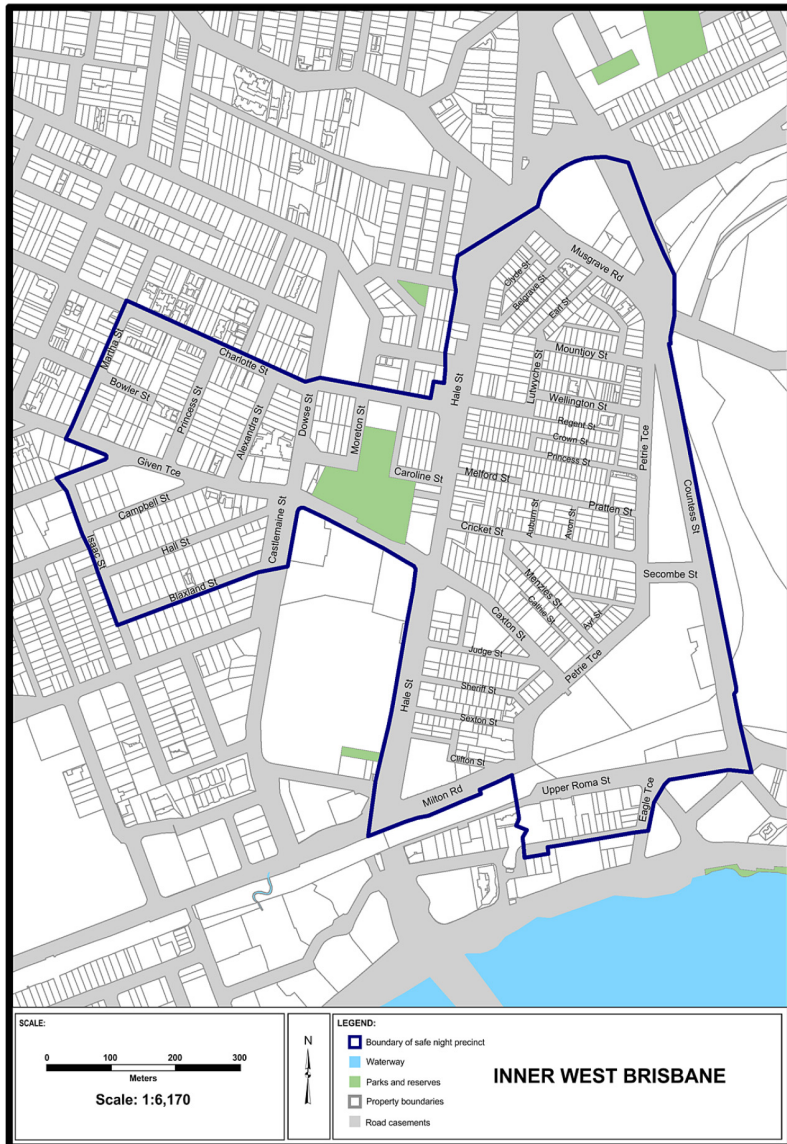 Musgrave Rd
Clyde St
Belgrave St
Earl St
Martha St
Charlotte St
Mountjoy St
Lutwyche St
Hale St
Bowler St
Princess St
Wellington St
Alexandra St
Dowse St
Moreton St
Regent St
Crown St
Princess St
Petrie Tce
Given Tce
Caroline St
Melford St
Countess St
Campbell St
Pratten St
Castlemaine St
Cricket St
Auburn St
Avon St
Isaac St
Hall St
Menzies St
Secombe St
Blaxland St
Cathie St
Caxton St
Ayr St
Judge St
Petrie Tce
Hale St
Sheriff St
Sexton St
Clifton St
Milton Rd
Upper Roma St
Eagle Tce
SCALE:
0 100 200 300
Meters
Scale: 1:6,170
N
LEGEND:
Boundary of safe night precinct
Waterway
Parks and reserves
Property boundaries
Road casements
INNER WEST BRISBANE